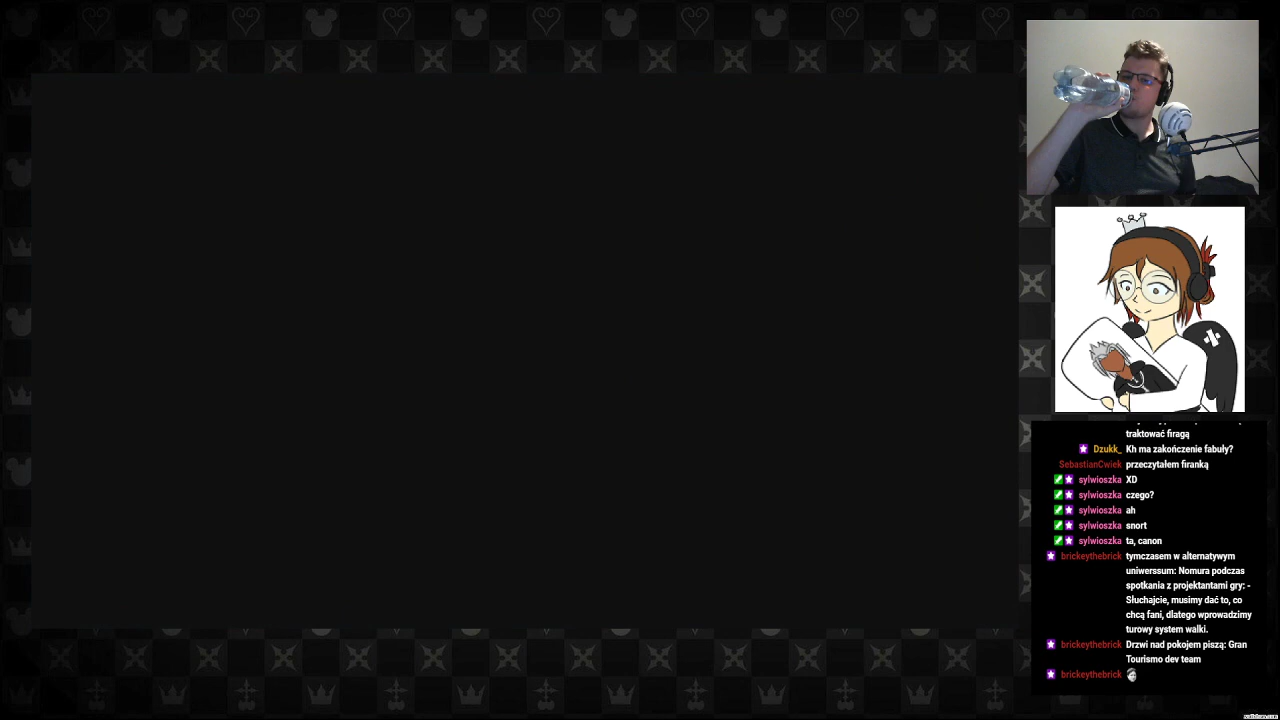 traktować firagą
Dzukk_ Kh ma zakończenie fabuły?
SebastianCwiek przeczytałem firanką
sylwioszka XD
sylwioszka czego?
sylwioszka ah
sylwioszka snort
sylwioszka ta, canon
brickeythebrick tymczasem w alternatywym
uniwerssum: Nomura podczas
spotkania z projektantami gry: -
Słuchajcie, musimy dać to, co
chcą fani, dlatego wprowadzimy
turowy system walki.
brickeythebrick Drzwi nad pokojem piszą: Gran
Tourismo dev team
brickeythebrick